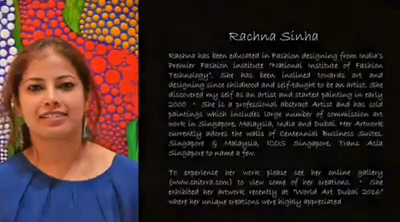 Rachna Sinha
Rachna has been educated in Fashion designing from India's
Premier Fashion institute "National Institute of Fashion
Technology". She has been inclined towards art and
designing since childhood and self-taught to be an artist. She
discovered my self as an artist and started painting in early
2000 • She is a professional abstract Artist and has sold
paintings which includes large number of commission art
work in Singapore, Malaysia, India and Dubai. Her Artwork
currently adores the walls of Centennial Business Suites,
Singapore & Malaysia, ICDS Singapore, Trans Asia
Singapore to name a few.
To experience her work please see her online gallery
(www.chitrra.com) to view some of her creations. • She
exhibited her artwork recently at "World Art Dubai 2016"
where her unique creations were highly appreciated